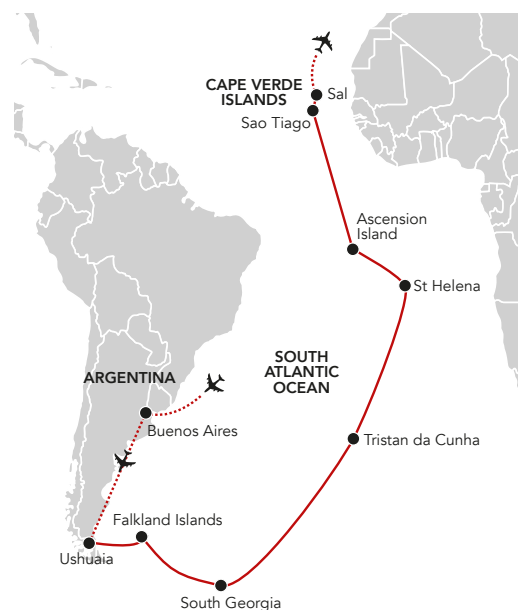 CAPE VERDE
ISLANDS
Sal
Sao Tiago
Ascension
Island
St Helena
SOUTH
ATLANTIC
OCEAN
ARGENTINA
Buenos Aires
Tristan da Cunha
Falkland Islands
Ushuaia
South Georgia